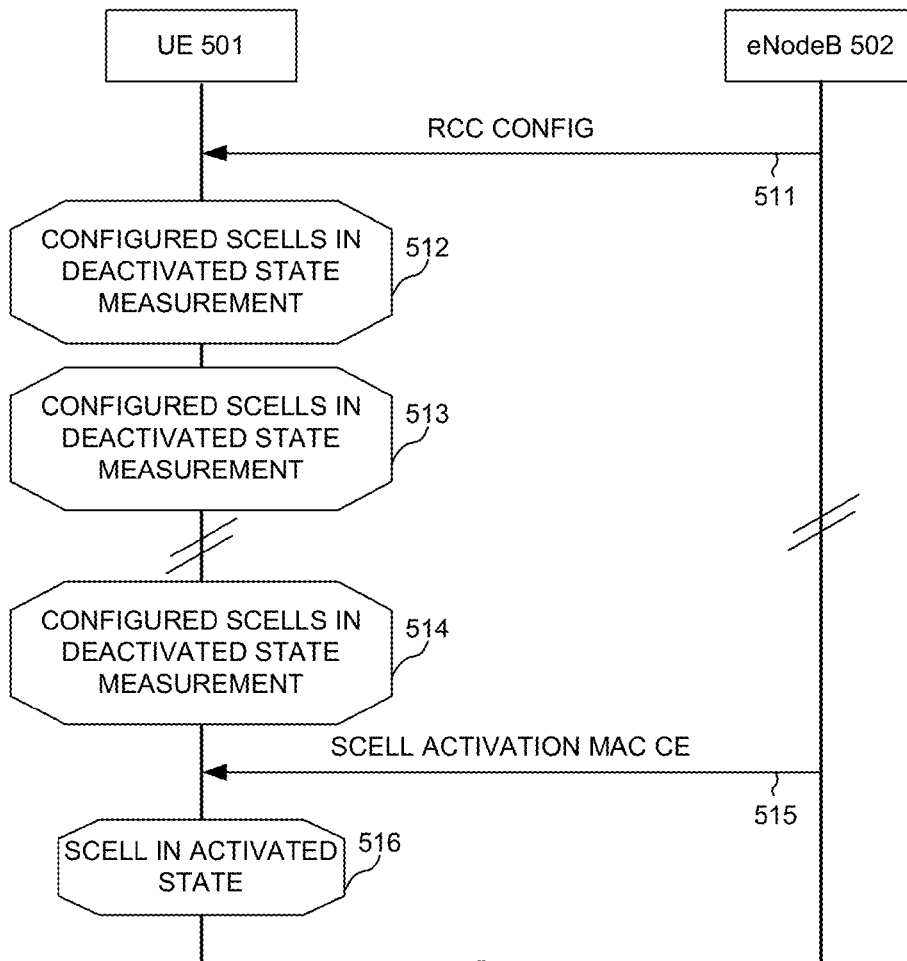 UE 501
eNodeB 502
RCC CONFIG
511
CONFIGURED SCELLS IN
DEACTIVATED STATE
MEASUREMENT
512
CONFIGURED SCELLS IN
DEACTIVATED STATE
MEASUREMENT
513
CONFIGURED SCELLS IN
DEACTIVATED STATE
MEASUREMENT
514
SCELL ACTIVATION MAC CE
515
SCELL IN ACTIVATED
STATE
516